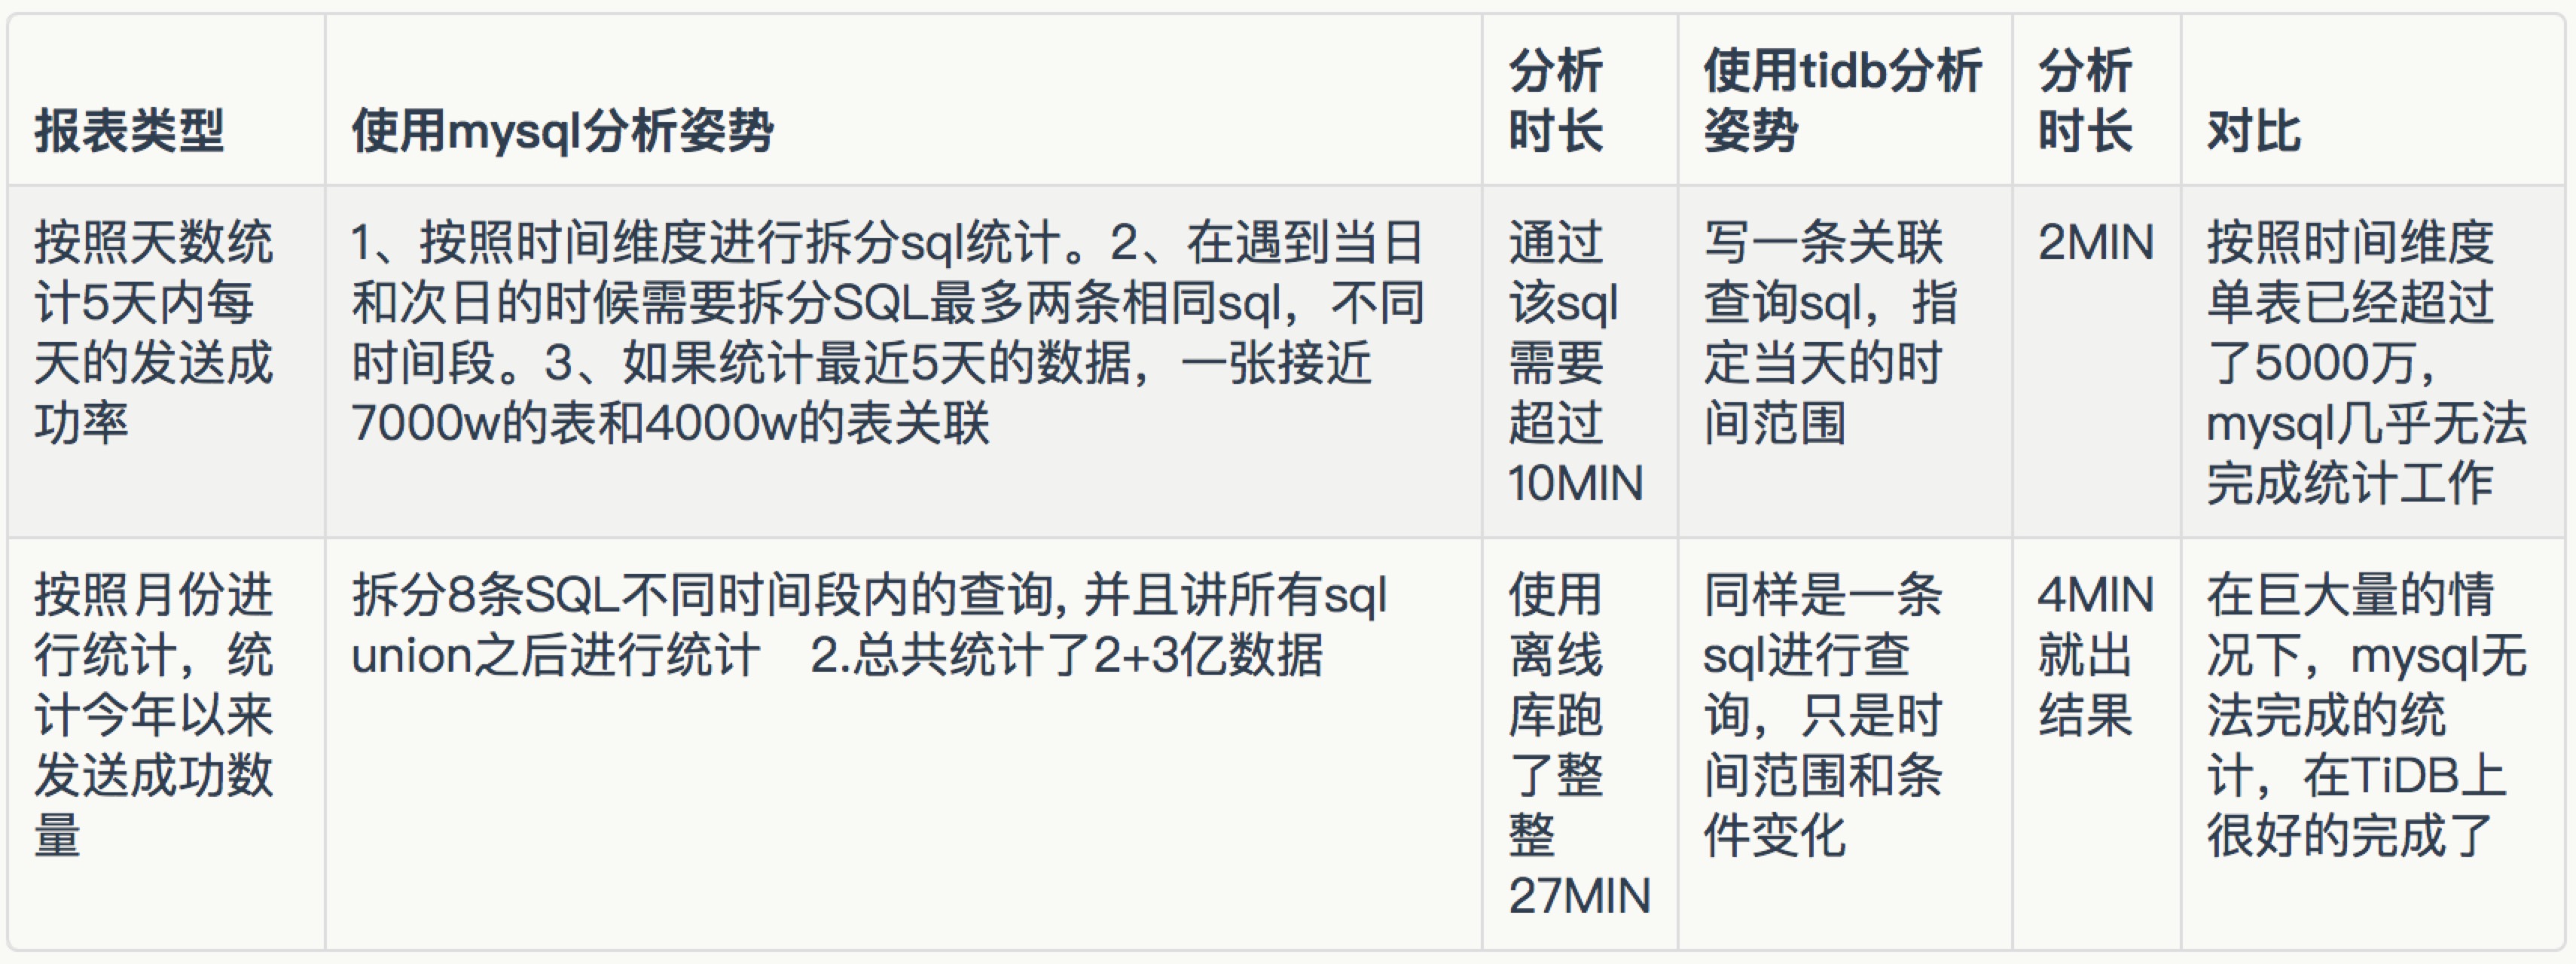 报表类型
使用mysql分析姿势
分析
时长
使用tidb分析
姿势
分析
时长
对比
按照天数统
计5天内每
天的发送成
功率
1、按照时间维度进行拆分sql统计。2、在遇到当日
和次日的时候需要拆分SQL最多两条相同sql，不同
时间段。3、如果统计最近5天的数据，一张接近
7000w的表和4000w的表关联
通过
该sql
需要
超过
10MIN
写一条关联
查询sql，指
定当天的时
间范围
2MIN
按照时间维度
单表已经超过
了5000万，
mysql几乎无法
完成统计工作
按照月份进
行统计，统
计今年以来
发送成功数
量
拆分8条SQL不同时间段内的查询, 并且讲所有sql
union之后进行统计　2.总共统计了2+3亿数据
使用
离线
库跑
了整
整
27MIN
同样是一条
sql进行查
询，只是时
间范围和条
件变化
4MIN
就出
结果
在巨大量的情
况下，mysql无
法完成的统
计，在TiDB上
很好的完成了